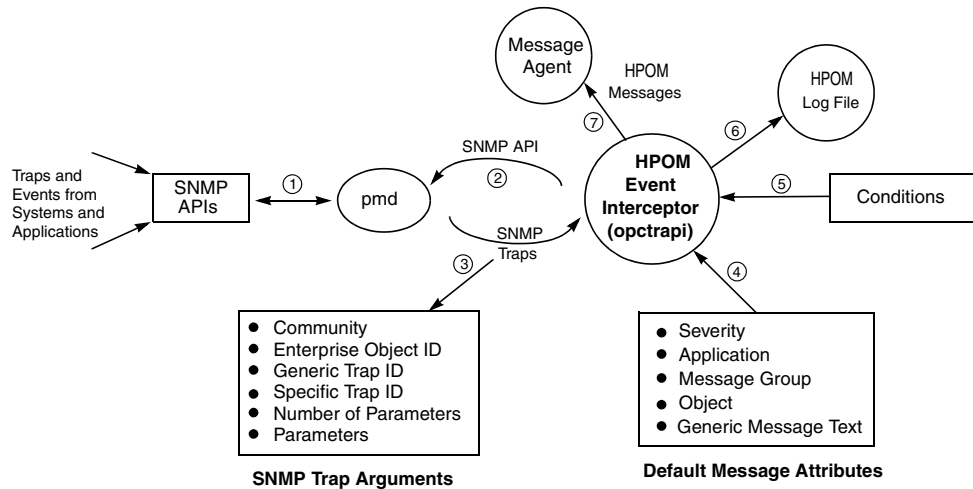 Message
Agent
HPOM
Messages
HPOM
Log File
⑦
⑥
SNMP API
②
HPOM
Event
Interceptor
(opctrapi)
Traps and
Events from
Systems and
Applications
SNMP
APIs
①
pmd
⑤
Conditions
SNMP
Traps
③
④
Community
Enterprise Object ID
Generic Trap ID
Specific Trap ID
Number of Parameters
Parameters
SNMP Trap Arguments
Severity
Application
Message Group
Object
Generic Message Text
Default Message Attributes